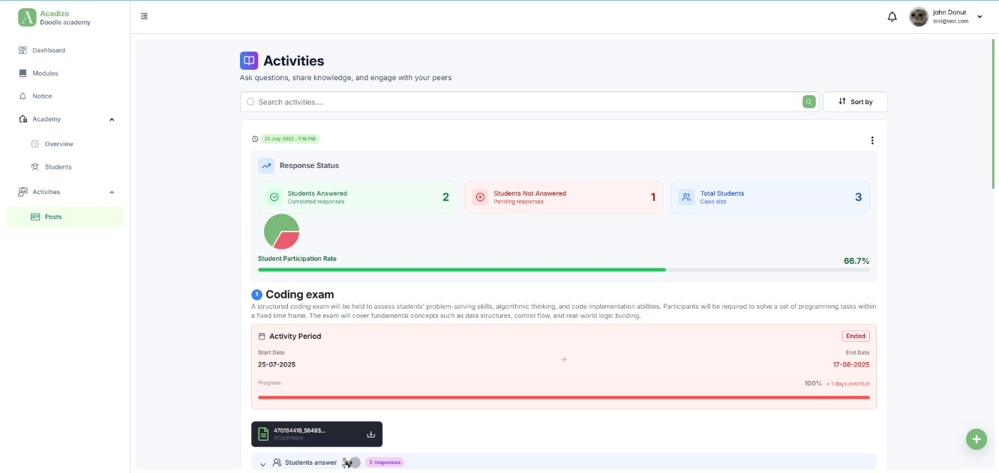 Acadizo
Doodle academy
john Donut
test@test.com
Dashboard
Modules
Notice
Academy
Overview
Students
Activities
Posts
Activities
Ask questions, share knowledge, and engage with your peers
Search activities....
Sort by
25 July 2025 . 7:18 PM
Response Status
Students Answered
Completed responses
2
Students Not Answered
Pending responses
1
Total Students
Class size
3
Student Participation Rate
66.7%
1 Coding exam
A structured coding exam will be held to assess students' problem-solving skills, algorithmic thinking, and code implementation abilities. Participants will be required to solve a set of programming tasks within
a fixed time frame. The exam will cover fundamental concepts such as data structures, control flow, and real-world logic building.
Activity Period
Ended
Start Date
End Date
25-07-2025
17-08-2025
Progress
100% • 1 days overdue
470164416_56493...
Attachment
Students answer
2 responses